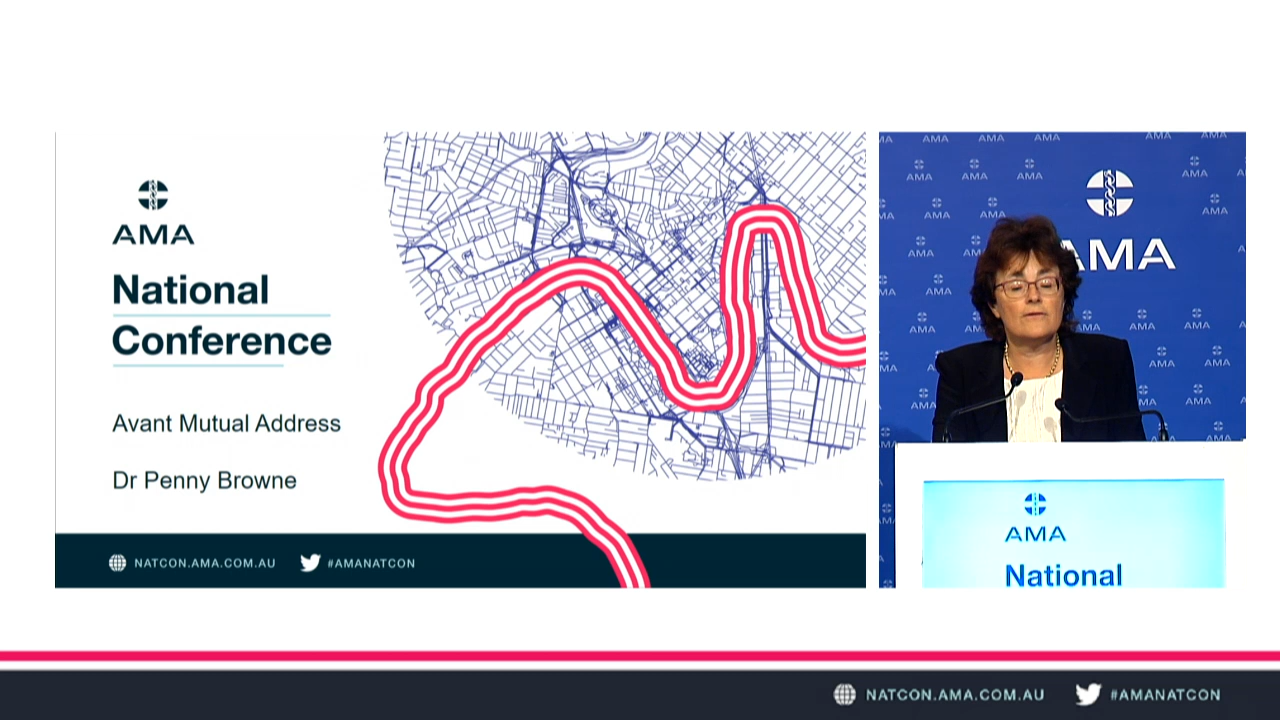 AMA
National
Conference
Avant Mutual Address
Dr Penny Browne
NATCON.AMA.COM.AU #AMANATCON
AMA
AMA
National
NATCON.AMA.COM.AU #AMANATCON